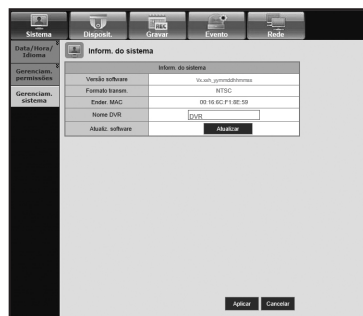 Sistema Disposit. Gravar Evento Rede
REC
Data/Hora/
Idioma
Gerenciam.
permissões
Gerenciam.
sistema
Inform. do sistema
Inform. do sistema
Versão software
Formato transm. NTSC
Ender. MAC 00:16:6C:F1:8E:59
Nome DVR DVR
Atualiz. software Atualizar
Aplicar Cancelar